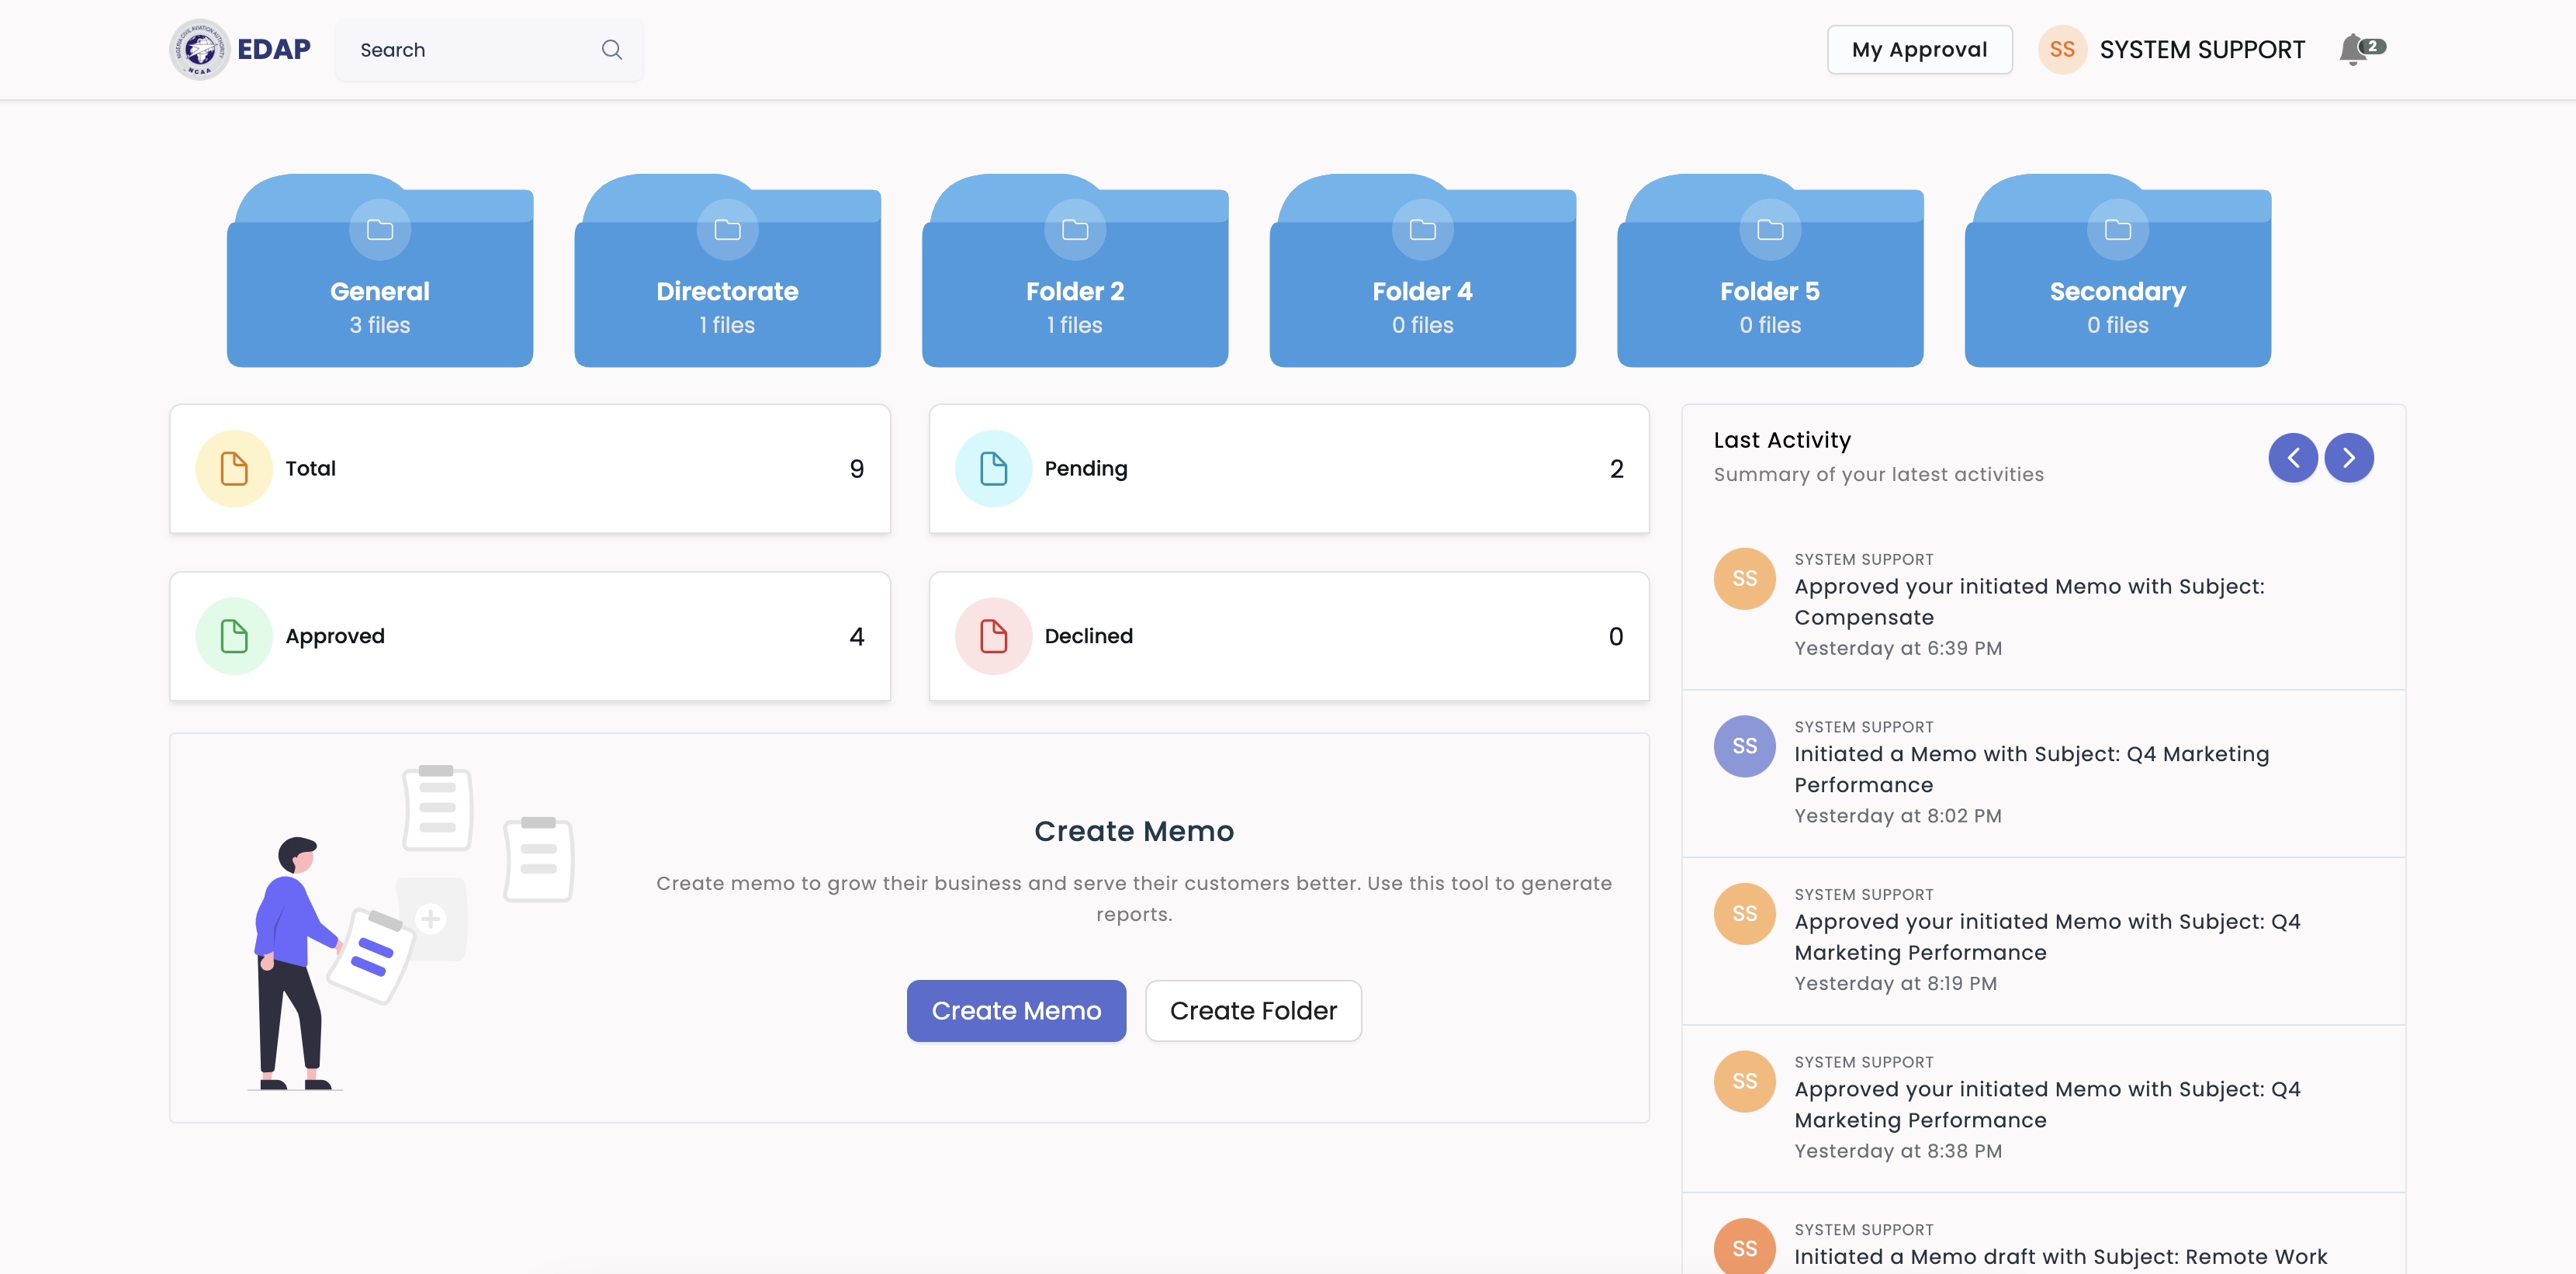 NIGERIA CIVIL AVIATION AUTHORITY
NCAA
EDAP
Search
My Approval
SS
SYSTEM SUPPORT
2
General
3 files
Directorate
1 files
Folder 2
1 files
Folder 4
0 files
Folder 5
0 files
Secondary
0 files
Total
9
Pending
2
Approved
4
Declined
0
Create Memo
Create memo to grow their business and serve their customers better. Use this tool to generate
reports.
Create Memo
Create Folder
Last Activity
Summary of your latest activities
SS
SYSTEM SUPPORT
Approved your initiated Memo with Subject:
Compensate
Yesterday at 6:39 PM
SS
SYSTEM SUPPORT
Initiated a Memo with Subject: Q4 Marketing
Performance
Yesterday at 8:02 PM
SS
SYSTEM SUPPORT
Approved your initiated Memo with Subject: Q4
Marketing Performance
Yesterday at 8:19 PM
SS
SYSTEM SUPPORT
Approved your initiated Memo with Subject: Q4
Marketing Performance
Yesterday at 8:38 PM
SS
SYSTEM SUPPORT
Initiated a Memo draft with Subject: Remote Work